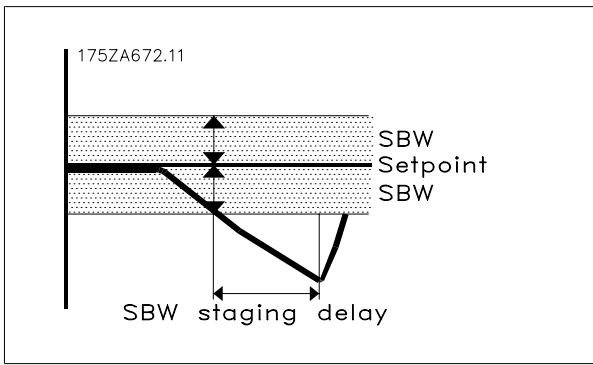 175ZA672.11
SBW
Setpoint
SBW
SBW staging delay